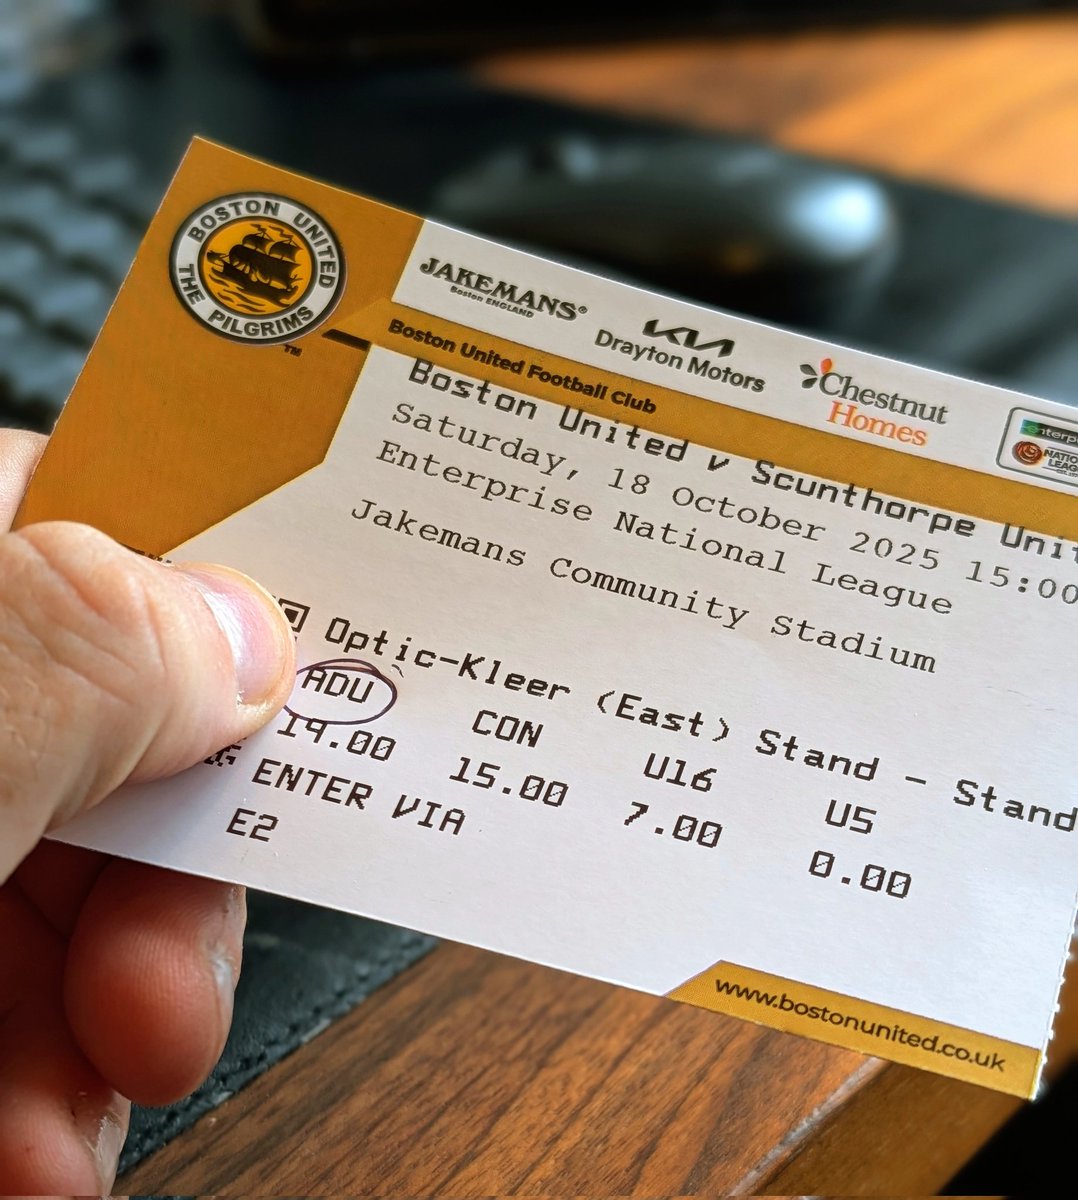 BOSTON UNITED
THE PILGRIMS
TM
JAKEMANS®
Boston ENGLAND
KIA
Drayton Motors
Chestnut
Homes
Boston United Football Club
Boston United v Scunthorpe
Saturday, 18 October 2025 15:00
Enterprise National League
Jakemans Community Stadium
Optic-Kleer (East) Stand - Stand
ADU CON U16 U5
19.00 15.00 7.00 0.00
ENTER VIA
E2
www.bostonunited.co.uk